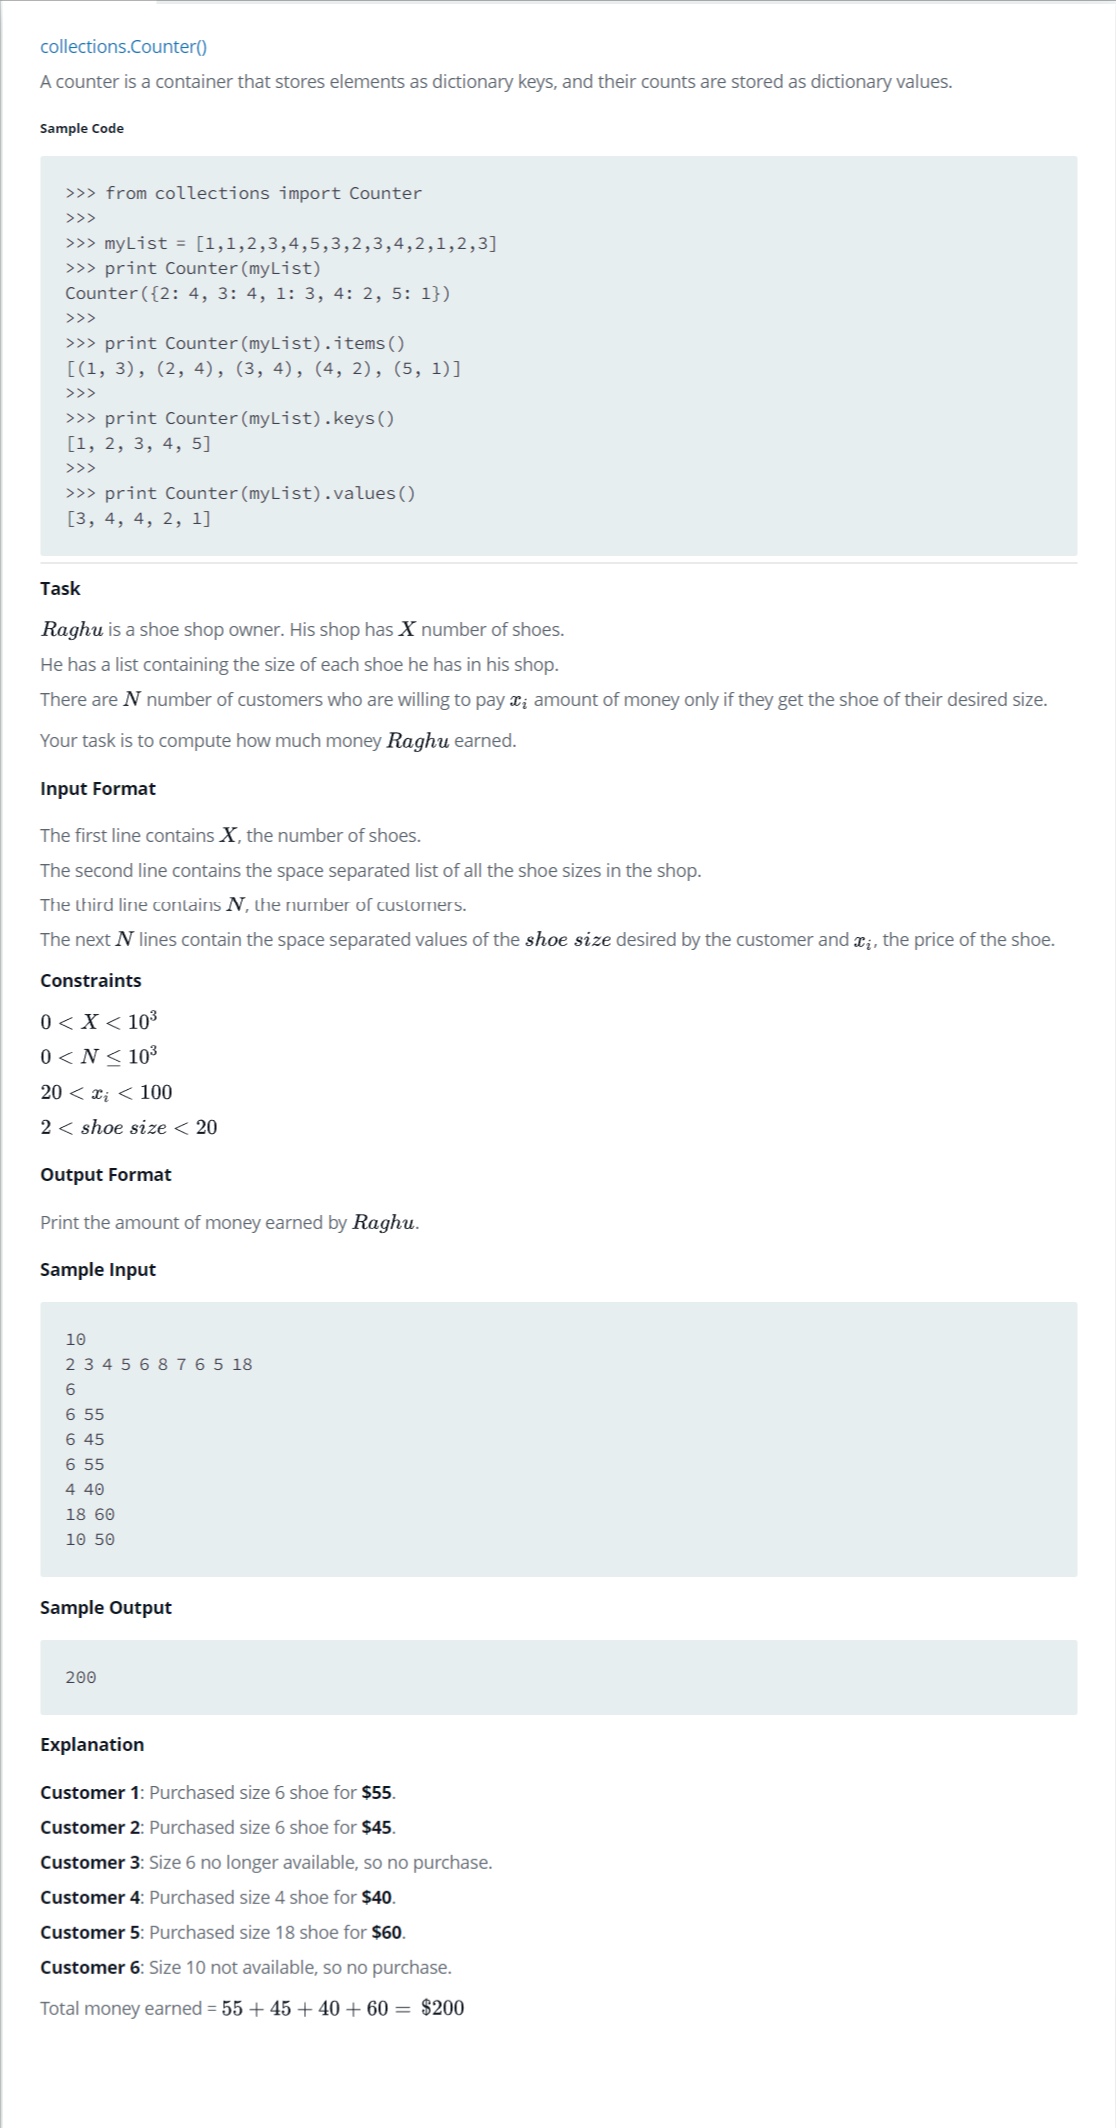 collections.Counter()
A counter is a container that stores elements as dictionary keys, and their counts are stored as dictionary values.
Sample Code
>>> from collections import Counter
>>>
>>> myList = [1,1,2,3,4,5,3,2,3,4,2,1,2,3]
>>> print Counter(myList)
Counter({2: 4, 3: 4, 1: 3, 4: 2, 5: 1})
>>>
>>> print Counter(myList).items()
[(1, 3), (2, 4), (3, 4), (4, 2), (5, 1)]
>>>
>>> print Counter(myList).keys()
[1, 2, 3, 4, 5]
>>>
>>> print Counter(myList).values()
[3, 4, 4, 2, 1]
Task
Raghu is a shoe shop owner. His shop has X number of shoes.
He has a list containing the size of each shoe he has in his shop.
There are N number of customers who are willing to pay xᵢ amount of money only if they get the shoe of their desired size.
Your task is to compute how much money Raghu earned.
Input Format
The first line contains X, the number of shoes.
The second line contains the space separated list of all the shoe sizes in the shop.
The third line contains N, the number of customers.
The next N lines contain the space separated values of the shoe size desired by the customer and xᵢ, the price of the shoe.
Constraints
0 < X < 10³
0 < N ≤ 10³
20 < xᵢ < 100
2 < shoe size < 20
Output Format
Print the amount of money earned by Raghu.
Sample Input
10
2 3 4 5 6 8 7 6 5 18
6
6 55
6 45
6 55
4 40
18 60
10 50
Sample Output
200
Explanation
Customer 1: Purchased size 6 shoe for $55.
Customer 2: Purchased size 6 shoe for $45.
Customer 3: Size 6 no longer available, so no purchase.
Customer 4: Purchased size 4 shoe for $40.
Customer 5: Purchased size 18 shoe for $60.
Customer 6: Size 10 not available, so no purchase.
Total money earned = 55 + 45 + 40 + 60 = $200